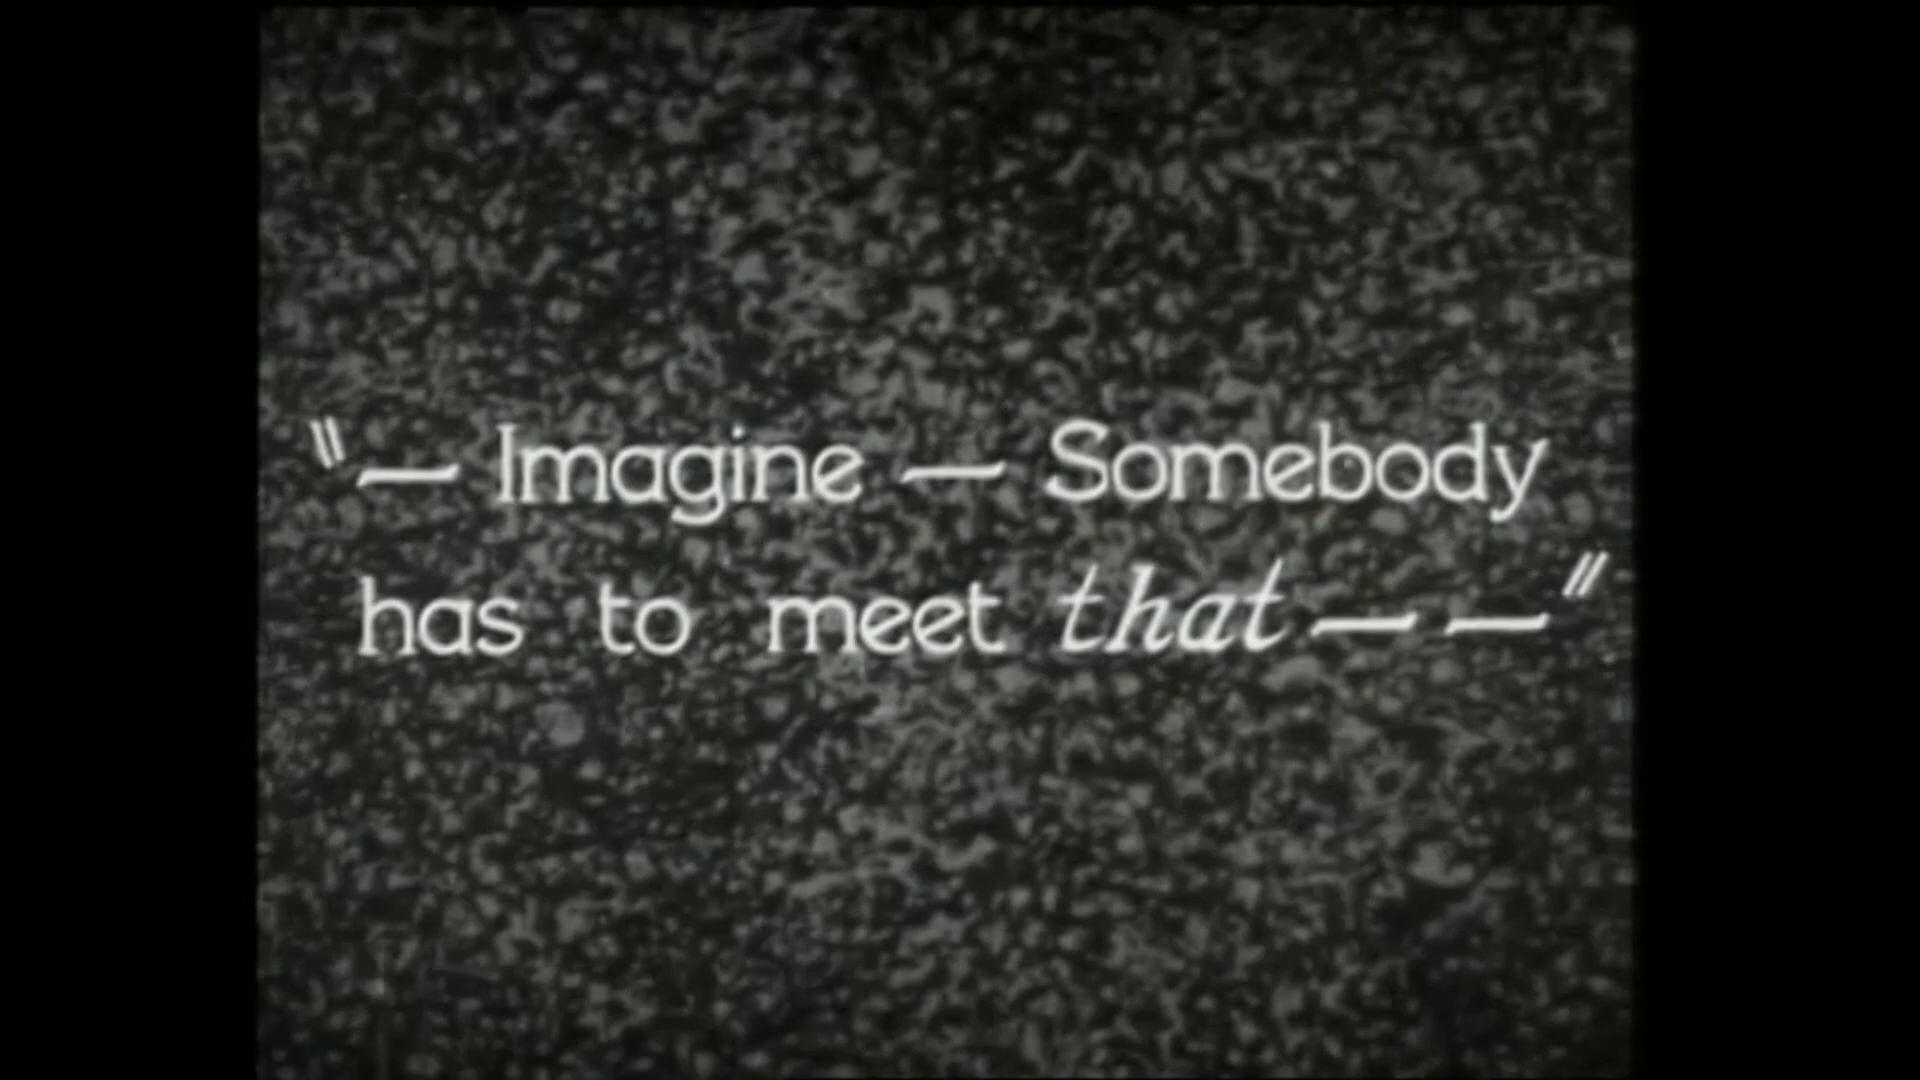 "— Imagine — Somebody
has to meet that — —"